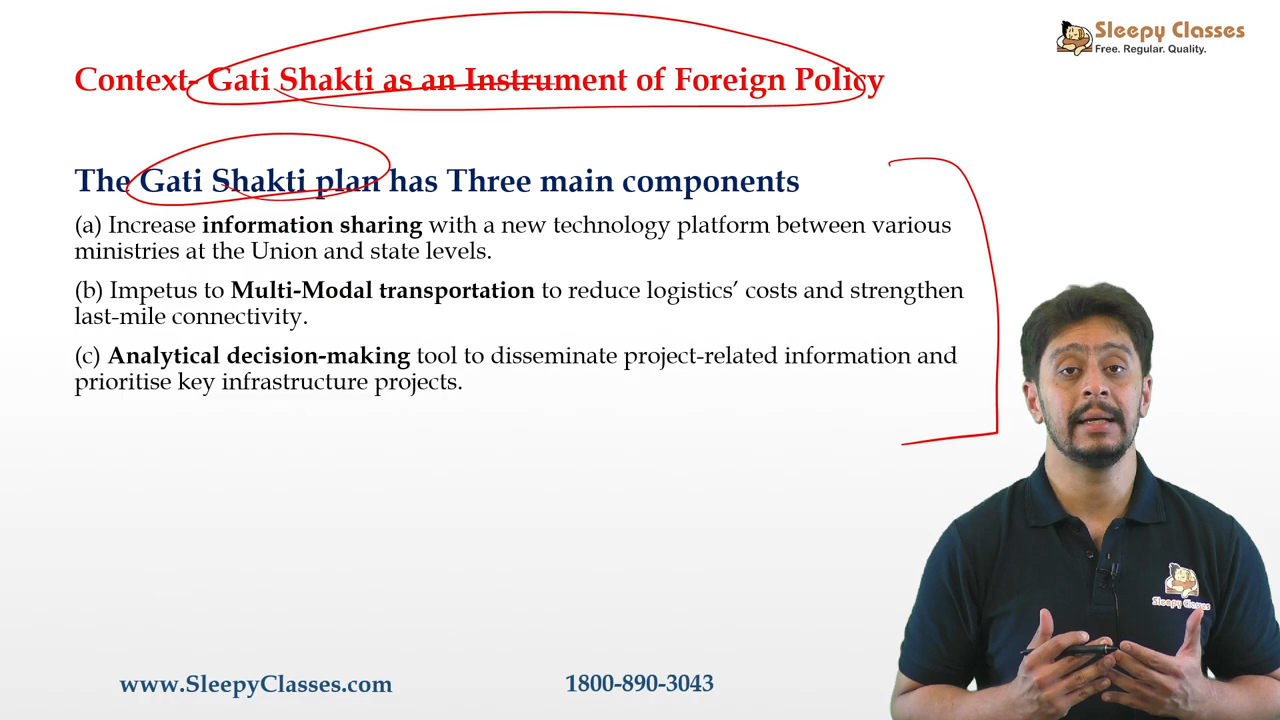 Sleepy Classes
Free. Regular. Quality.
Context- Gati Shakti as an Instrument of Foreign Policy
The Gati Shakti plan has Three main components
(a) Increase information sharing with a new technology platform between various
ministries at the Union and state levels.
(b) Impetus to Multi-Modal transportation to reduce logistics’ costs and strengthen
last-mile connectivity.
(c) Analytical decision-making tool to disseminate project-related information and
prioritise key infrastructure projects.
Sleepy Classes
www.SleepyClasses.com
1800-890-3043